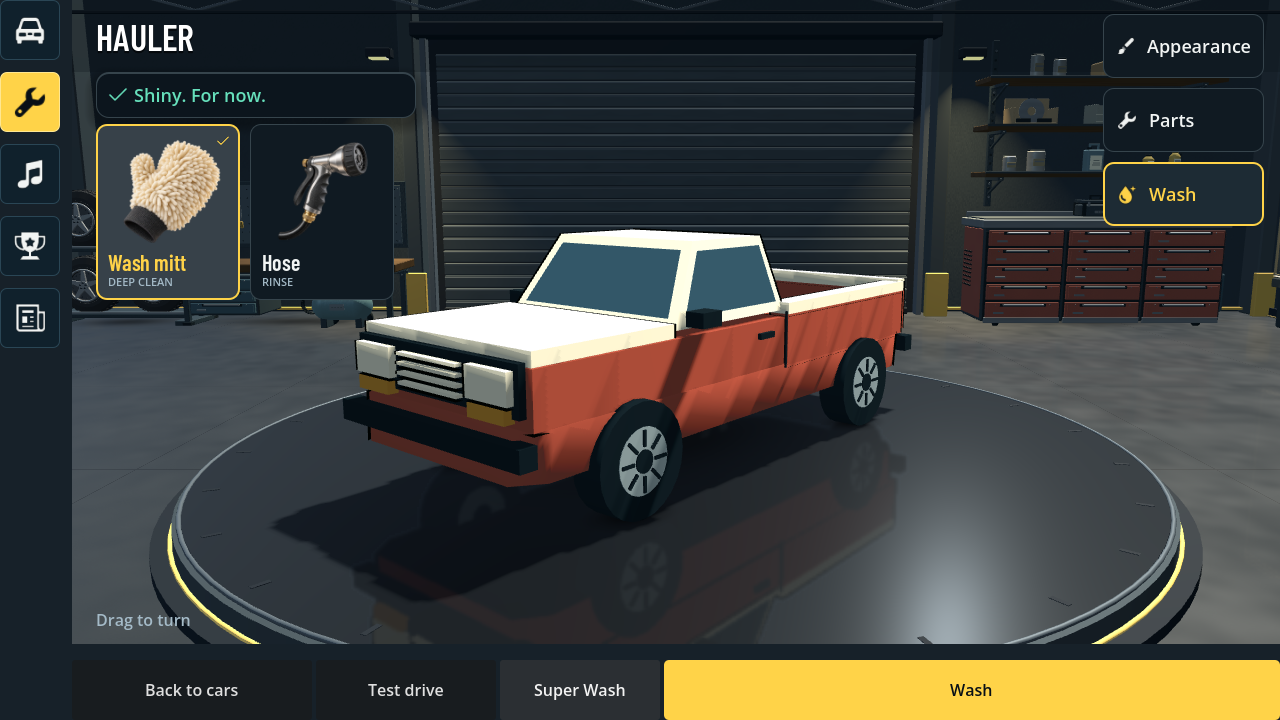 HAULER
Shiny. For now.
Wash mitt
DEEP CLEAN
Hose
RINSE
Appearance
Parts
Wash
Drag to turn
Back to cars
Test drive
Super Wash
Wash